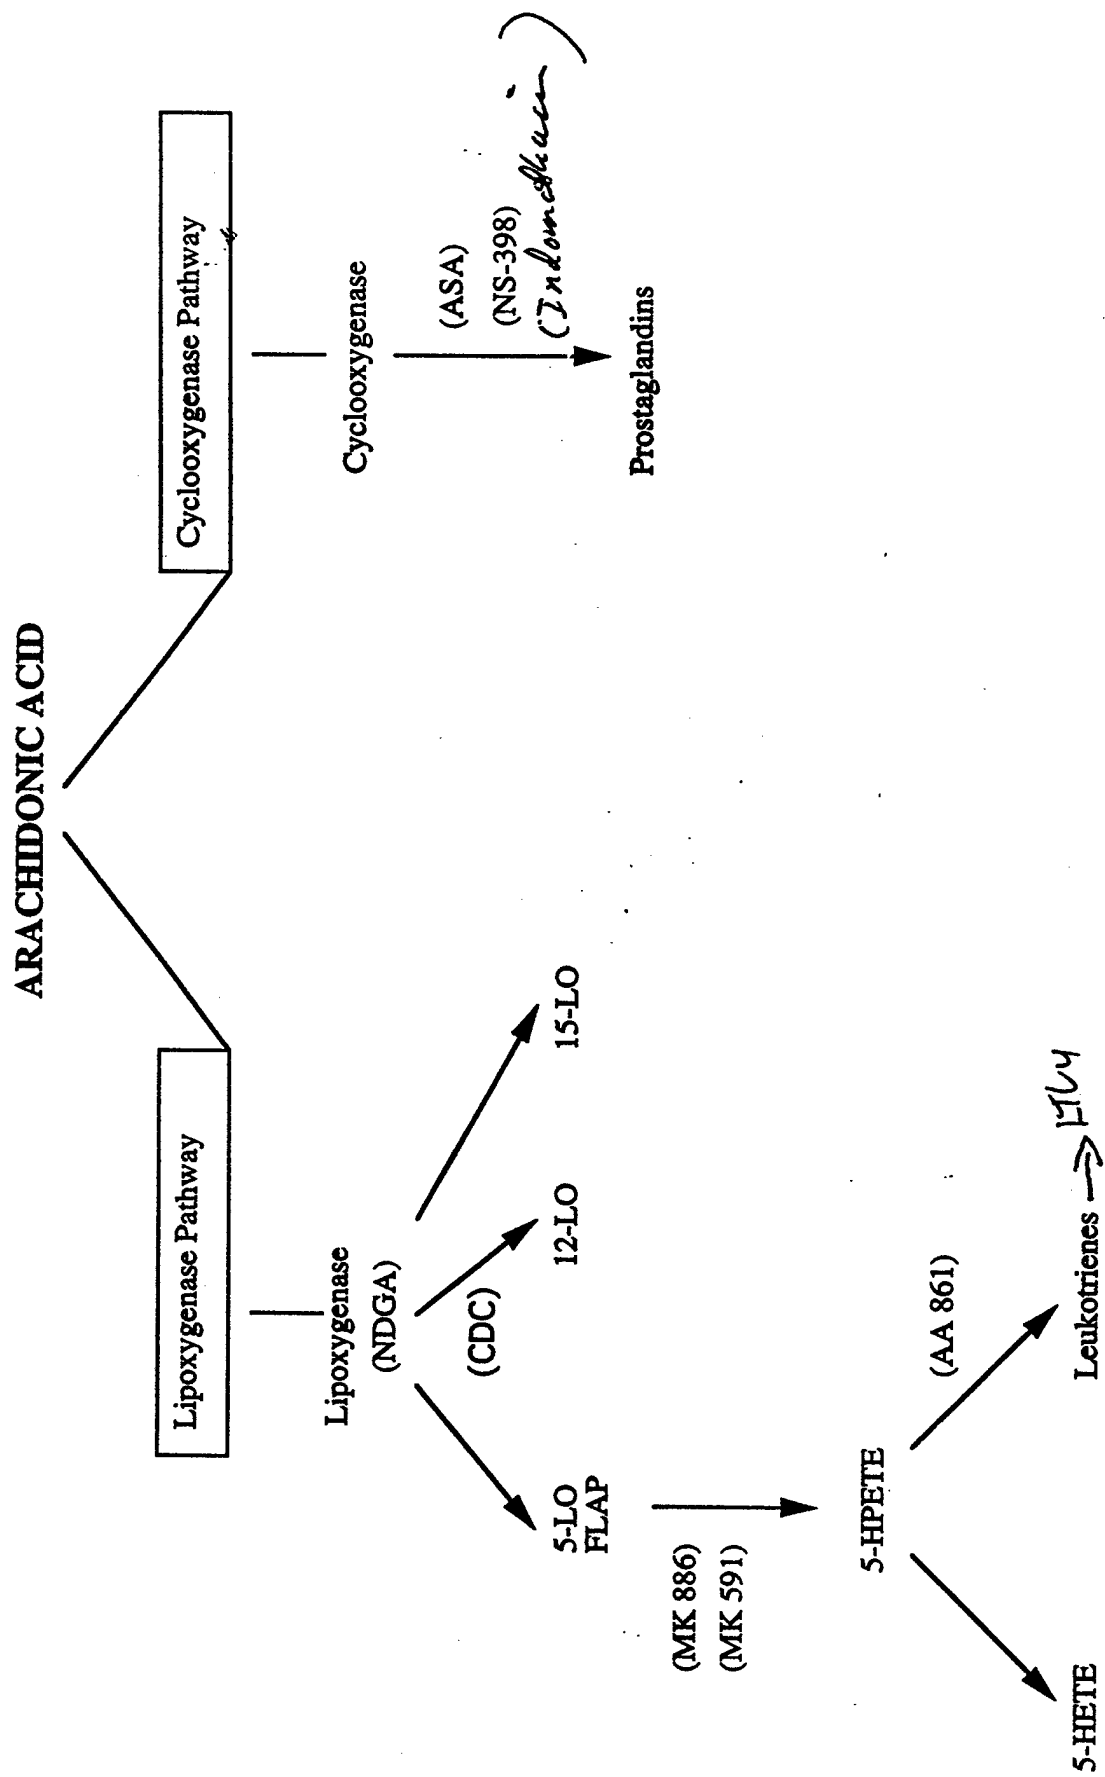 ARACHIDONIC ACID
Lipoxygenase Pathway
Cyclooxygenase Pathway
Lipoxygenase
(NDGA)
Cyclooxygenase
(CDC)
(ASA)
(NS-398)
(Indomethacin)
5-LO
FLAP
12-LO
15-LO
Prostaglandins
(MK 886)
(MK 591)
5-HPETE
(AA 861)
5-HETE
Leukotrienes